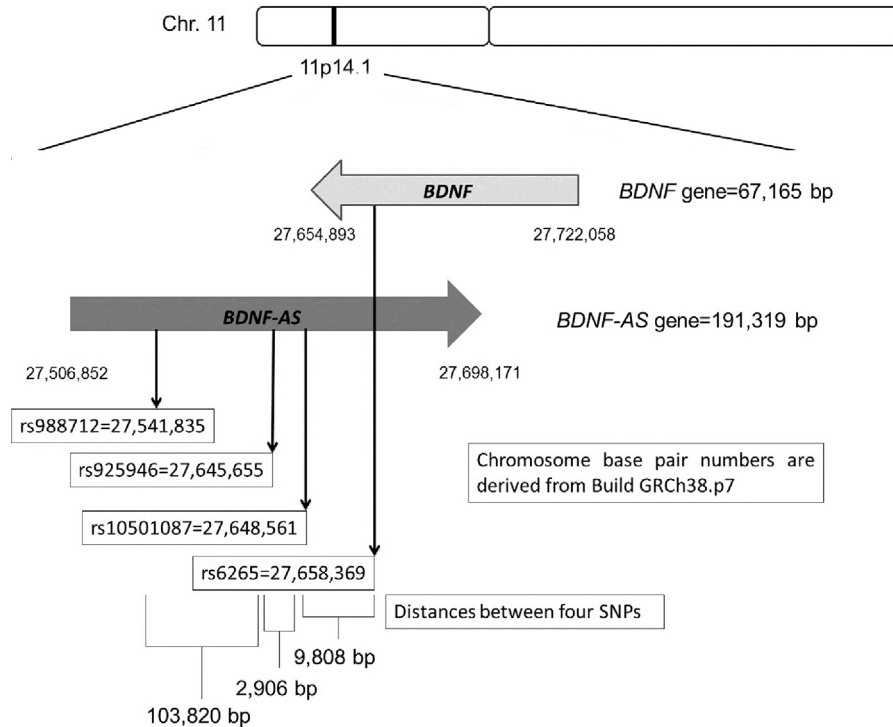 Chr. 11
11p14.1
BDNF
BDNF gene=67,165 bp
27,654,893
27,722,058
BDNF-AS
BDNF-AS gene=191,319 bp
27,506,852
27,698,171
rs988712=27,541,835
rs925946=27,645,655
Chromosome base pair numbers are
derived from Build GRCh38.p7
rs10501087=27,648,561
rs6265=27,658,369
Distances between four SNPs
9,808 bp
2,906 bp
103,820 bp